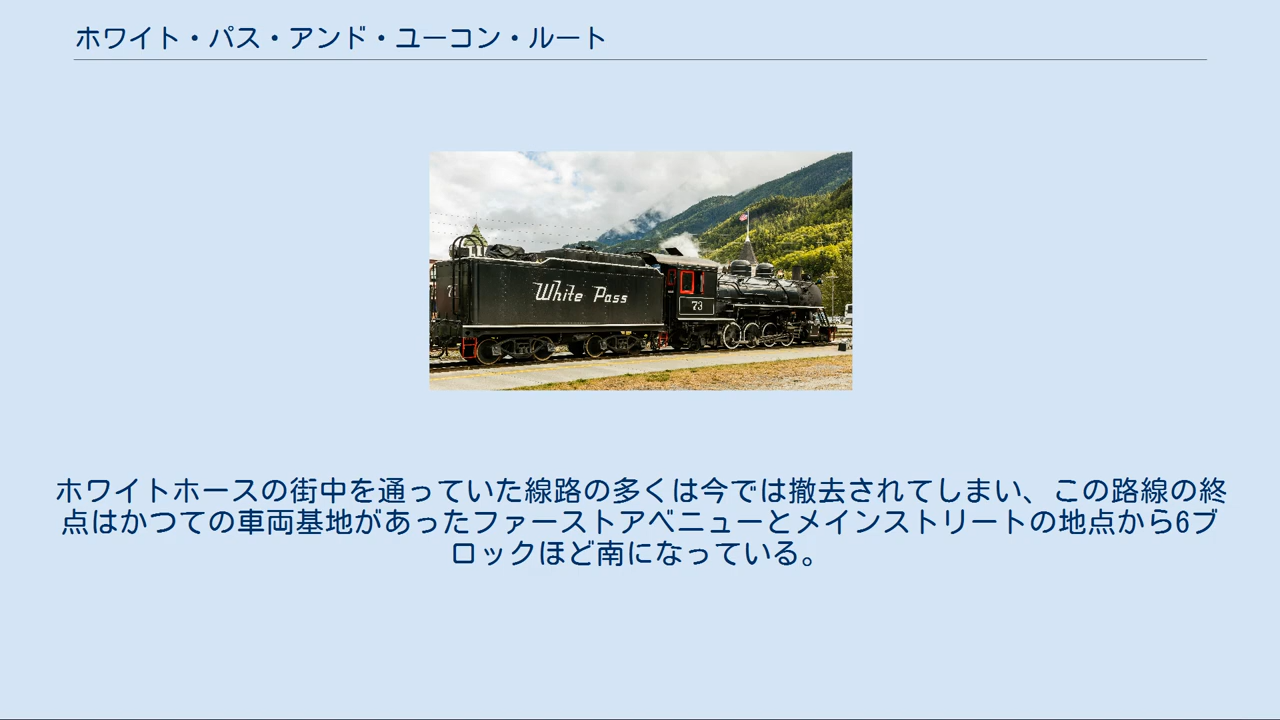 ホワイト・パス・アンド・ユーコン・ルート
White Pass
73
ホワイトホースの街中を通っていた線路の多くは今では撤去されてしまい、この路線の終
点はかつての車両基地があったファーストアベニューとメインストリートの地点から6ブ
ロックほど南になっている。